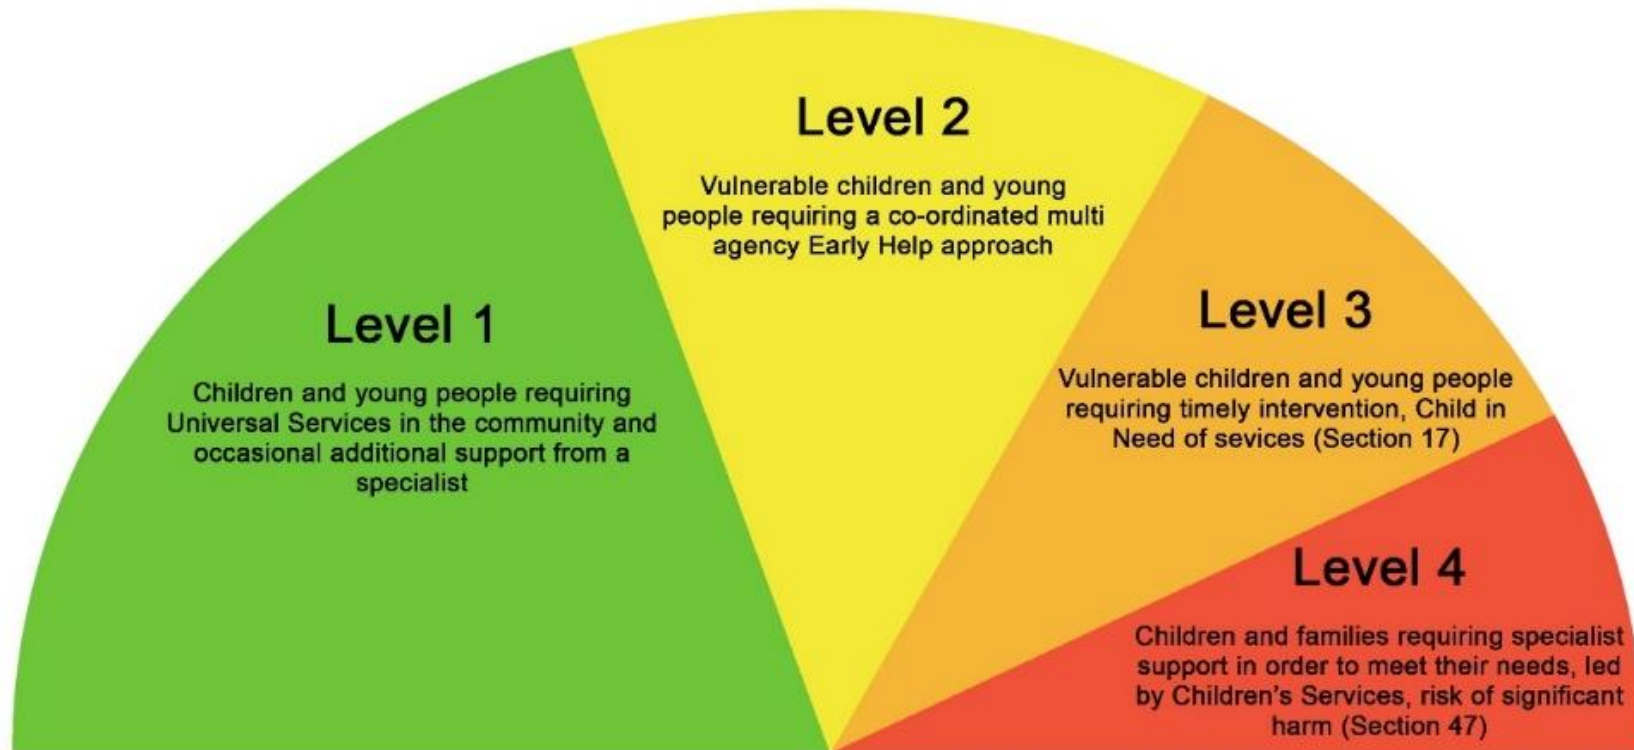 Level 1
Children and young people requiring
Universal Services in the community and
occasional additional support from a
specialist
Level 2
Vulnerable children and young
people requiring a co-ordinated multi
agency Early Help approach
Level 3
Vulnerable children and young people
requiring timely intervention, Child in
Need of sevices (Section 17)
Level 4
Children and families requiring specialist
support in order to meet their needs, led
by Children's Services, risk of significant
harm (Section 47)